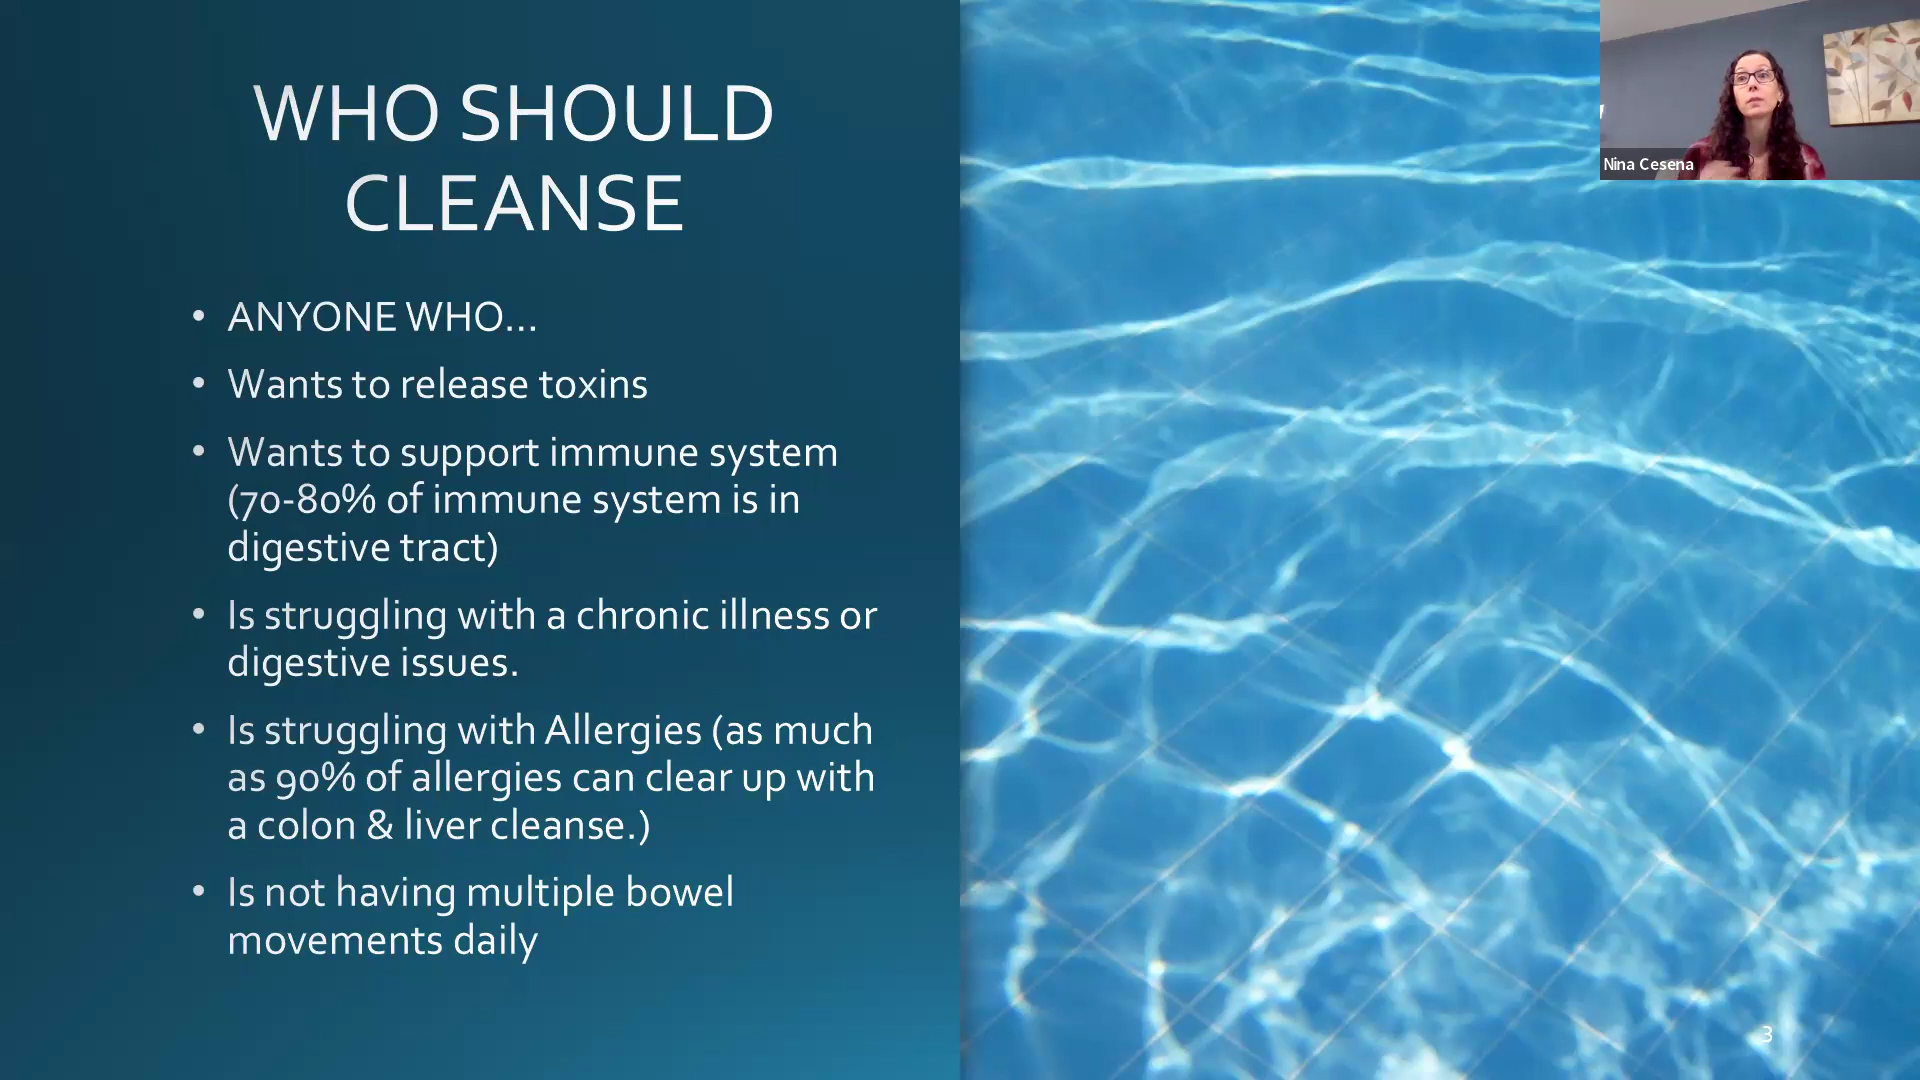 WHO SHOULD
CLEANSE
• ANYONE WHO...
• Wants to release toxins
• Wants to support immune system
(70-80% of immune system is in
digestive tract)
• Is struggling with a chronic illness or
digestive issues.
• Is struggling with Allergies (as much
as 90% of allergies can clear up with
a colon & liver cleanse.)
• Is not having multiple bowel
movements daily
Nina Cesena
3